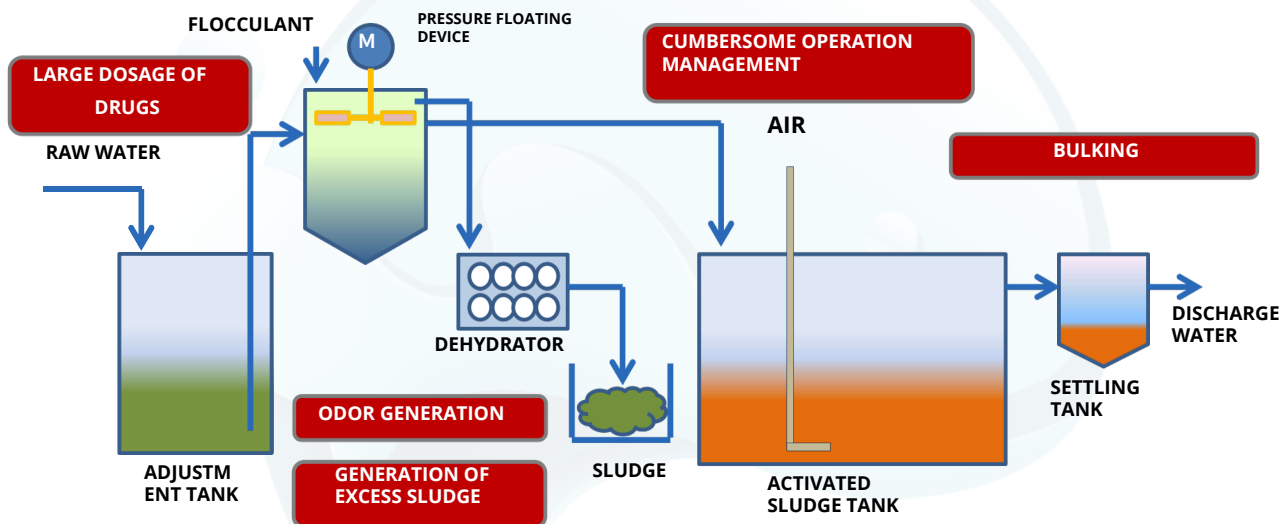 FLOCCULANT
PRESSURE FLOATING
DEVICE
M
CUMBERSOME OPERATION
MANAGEMENT
LARGE DOSAGE OF
DRUGS
AIR
RAW WATER
BULKING
DISCHARGE
WATER
DEHYDRATOR
SETTLING
TANK
ODOR GENERATION
SLUDGE
ADJUSTM
ENT TANK
GENERATION OF
EXCESS SLUDGE
ACTIVATED
SLUDGE TANK